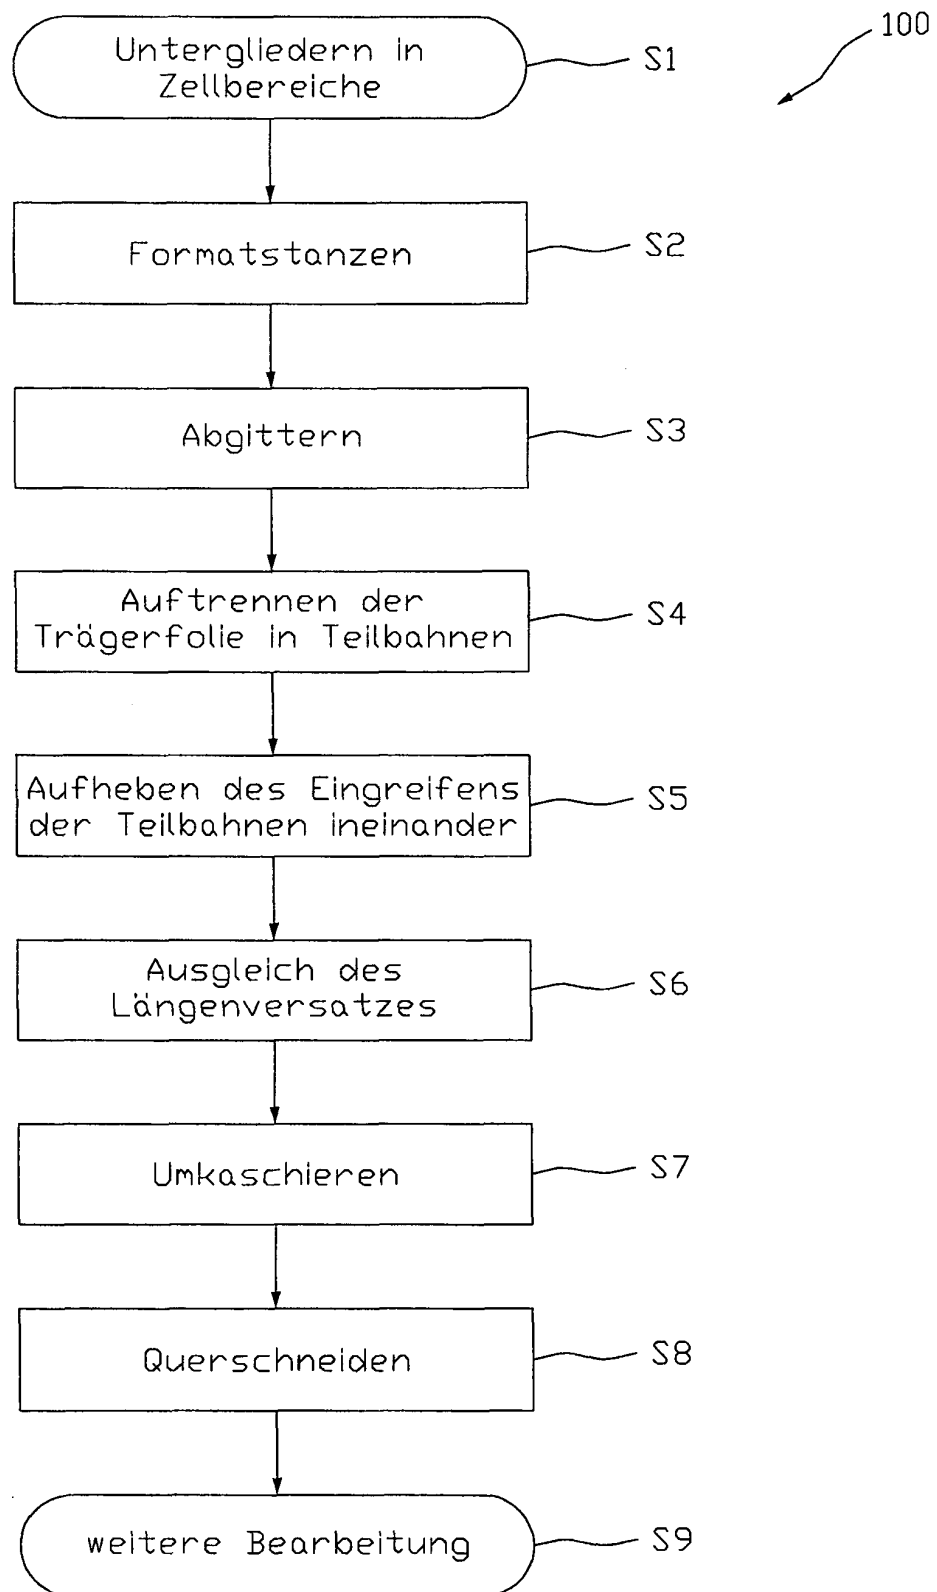 100
Untergliedern in
Zellbereiche
S1
Formatstanzen
S2
Abgittern
S3
Auftrennen der
Trägerfolie in Teilbahnen
S4
Aufheben des Eingreifens
der Teilbahnen ineinander
S5
Ausgleich des
Längenversatzes
S6
Umkaschieren
S7
Querschneiden
S8
weitere Bearbeitung
S9